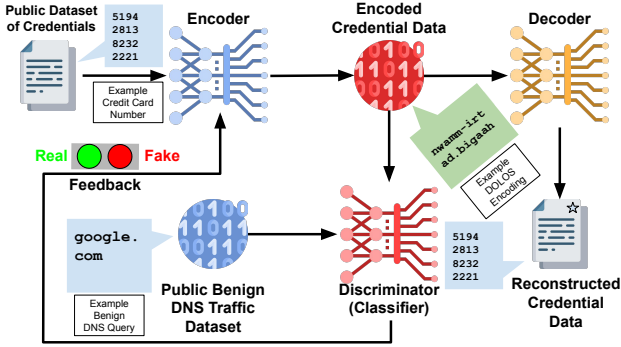 Public Dataset
of Credentials
5194
2813
8232
2221
Example
Credit Card
Number
Encoder
Encoded
Credential Data
Decoder
nwamm-irt
ad.bigaah
Example
DOLOS
Encoding
Real
Fake
Feedback
google.
com
Example
Benign
DNS Query
Public Benign
DNS Traffic
Dataset
Discriminator
(Classifier)
5194
2813
8232
2221
Reconstructed
Credential
Data